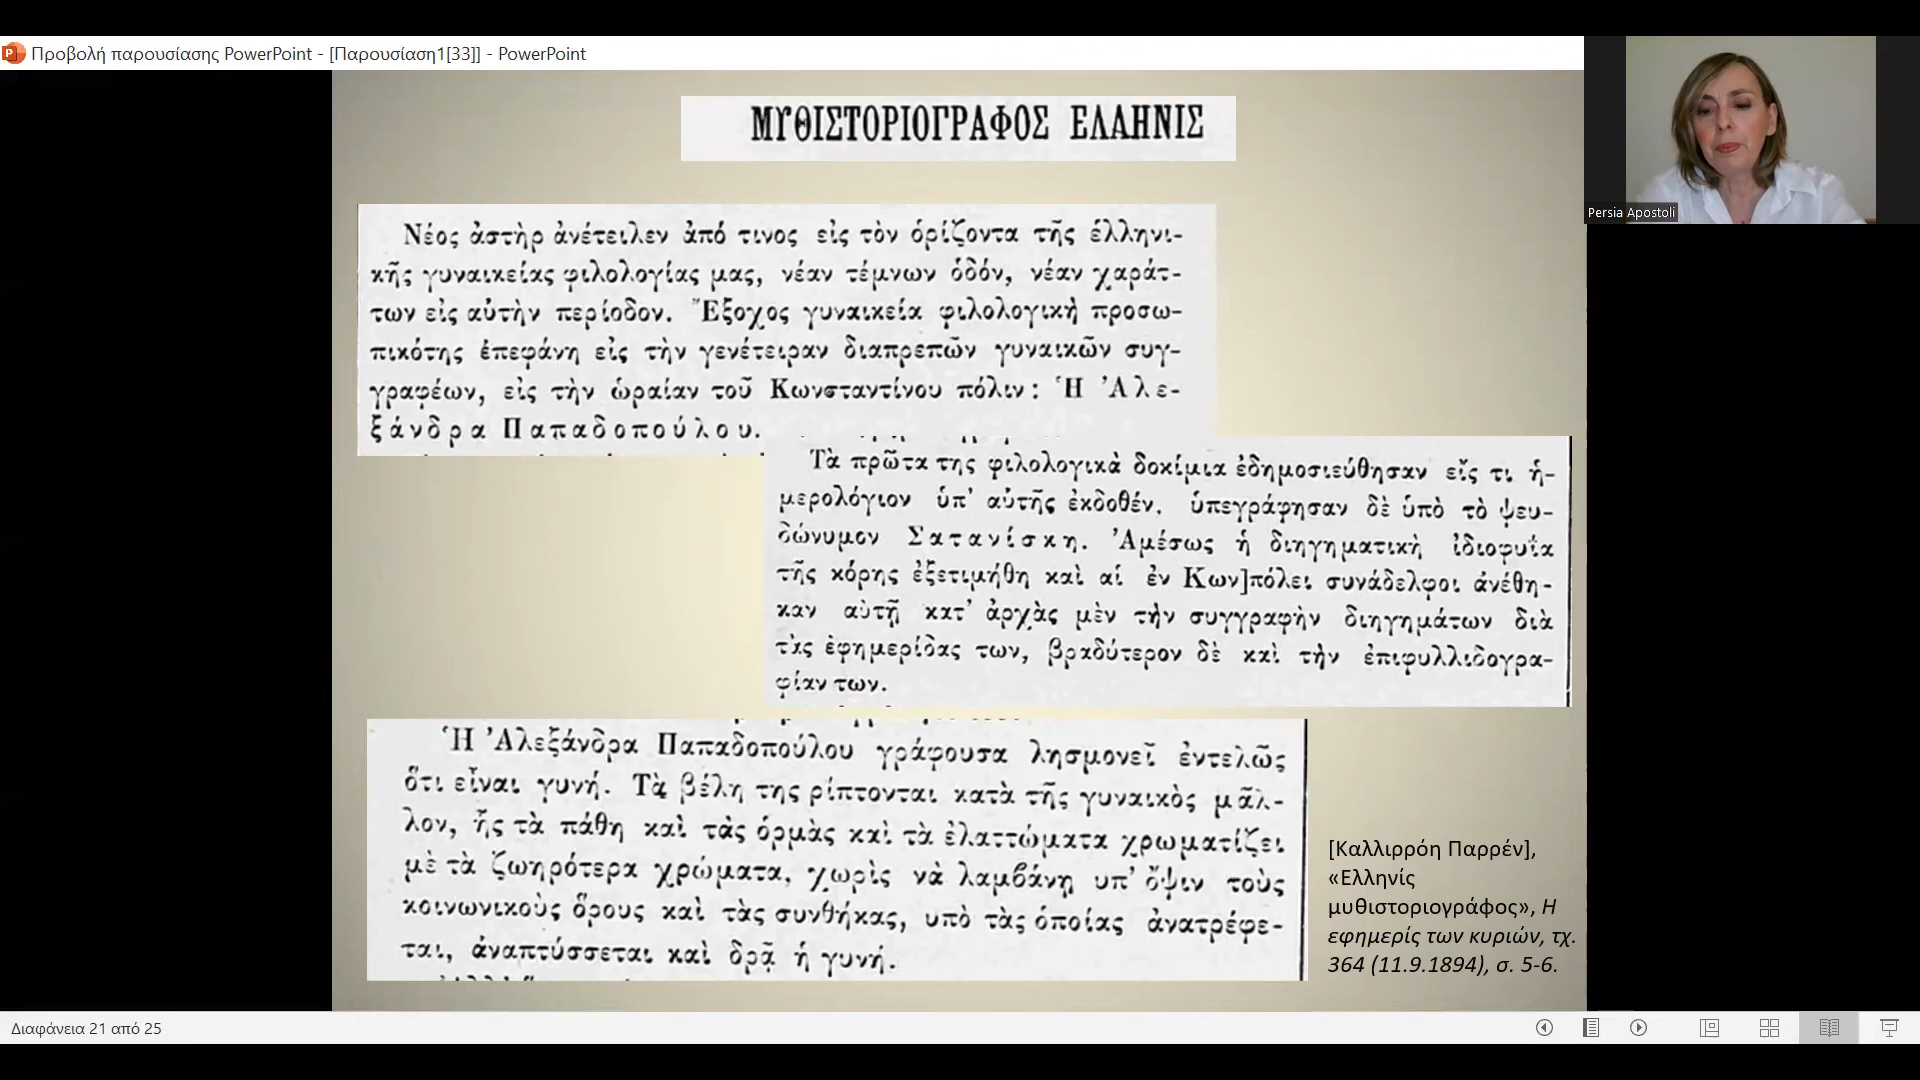 Προβολή παρουσίασης PowerPoint - [Παρουσίαση1[33]] - PowerPoint
ΜΥΘΙΣΤΟΡΙΟΓΡΑΦΟΣ ΕΛΛΗΝΙΣ
Νέος ἀστὴρ ἀνέτειλεν ἀπό τινος εἰς τὸν ὁρίζοντα τῆς ἑλληνι-
κῆς γυναικείας φιλολογίας μας, νέαν τέμνων ὁδόν, νέαν χαράτ-
των εἰς αὐτὴν περίοδον. Ἔξοχος γυναικεία φιλολογικὴ προσω-
πικότης ἐπεφάνη εἰς τὴν γενέτειραν διαπρεπῶν γυναικῶν συγ-
γραφέων, εἰς τὴν ὡραίαν τοῦ Κωνσταντίνου πόλιν: Ἡ Ἀλε-
ξάνδρα Παπαδοπούλου.
Τὰ πρῶτα της φιλολογικὰ δοκίμια ἐδημοσιεύθησαν εἴς τι ἡ-
μερολόγιον ὑπ' αὐτῆς ἐκδοθέν. ὑπεγράφησαν δὲ ὑπὸ τὸ ψευ-
δώνυμον Σατανίσκη. Ἀμέσως ἡ διηγηματικὴ ἰδιοφυΐα
τῆς κόρης ἐξετιμήθη καὶ αἱ ἐν Κων]πόλει συνάδελφοι ἀνέθη-
καν αὐτῇ κατ' ἀρχὰς μὲν τὴν συγγραφὴν διηγημάτων διὰ
τὰς ἐφημερίδας των, βραδύτερον δὲ καὶ τὴν ἐπιφυλλιδογρα-
φίαν των.
Ἡ Ἀλεξάνδρα Παπαδοπούλου γράφουσα λησμονεῖ ἐντελῶς
ὅτι εἶναι γυνή. Τὰ βέλη της ρίπτονται κατὰ τῆς γυναικὸς μᾶλ-
λον, ἧς τὰ πάθη καὶ τὰς ὁρμὰς καὶ τὰ ἐλαττώματα χρωματίζει
μὲ τὰ ζωηρότερα χρώματα, χωρὶς νὰ λαμβάνη υπ' ὄψιν τοὺς
κοινωνικοὺς ὅρους καὶ τὰς συνθήκας, υπὸ τὰς ὁποίας ἀνατρέφε-
ται, ἀναπτύσσεται καὶ δρᾷ ἡ γυνή.
[Καλλιρρόη Παρρέν],
«Ελληνίς
μυθιστοριογράφος», Η
εφημερίς των κυριών, τχ.
364 (11.9.1894), σ. 5-6.
Persia Apostoli
Διαφάνεια 21 από 25